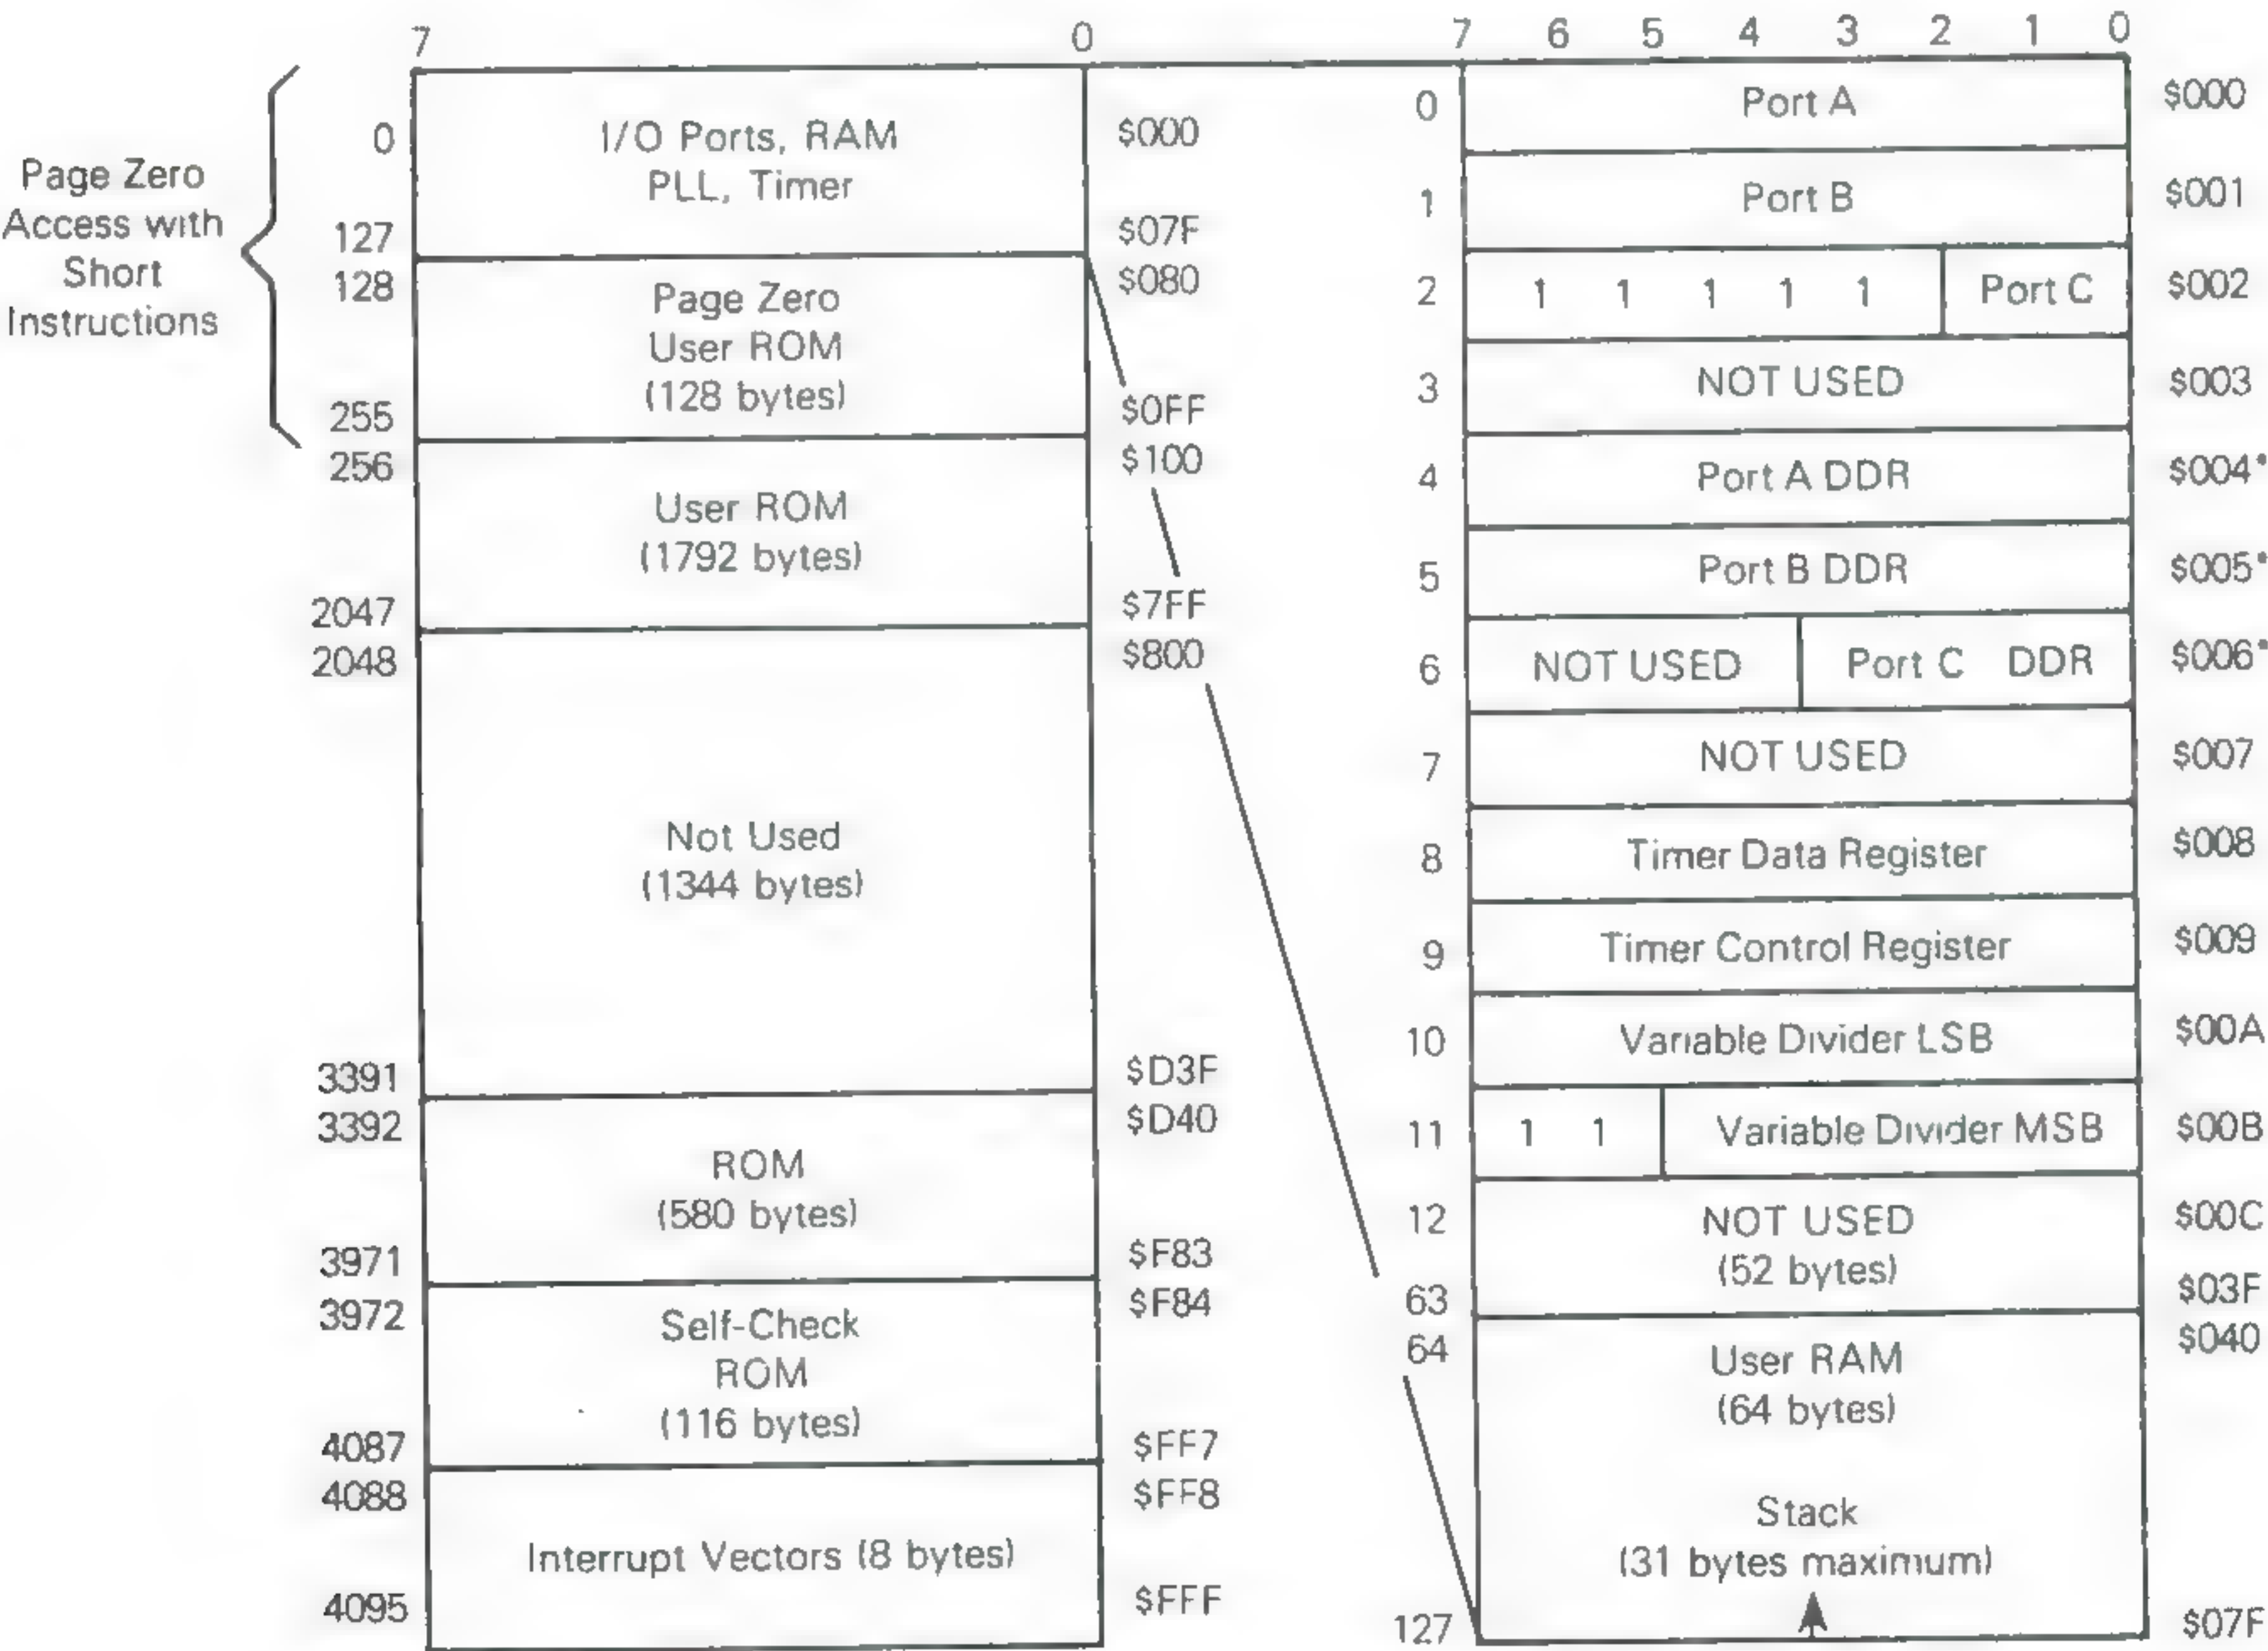 Page Zero
Access with
Short
Instructions
7 0
0 I/O Ports, RAM $000
PLL, Timer
127 $07F
128 $080
Page Zero
User ROM
(128 bytes)
255 $0FF
256 $100
User ROM
(1792 bytes)
2047 $7FF
2048 $800
Not Used
(1344 bytes)
3391 $D3F
3392 $D40
ROM
(580 bytes)
3971 $F83
3972 $F84
Self-Check
ROM
(116 bytes)
4087 $FF7
4088 $FF8
Interrupt Vectors (8 bytes)
4095 $FFF
7 6 5 4 3 2 1 0
0 Port A $000
1 Port B $001
2 1 1 1 1 1 Port C $002
3 NOT USED $003
4 Port A DDR $004*
5 Port B DDR $005*
6 NOT USED Port C DDR $006*
7 NOT USED $007
8 Timer Data Register $008
9 Timer Control Register $009
10 Variable Divider LSB $00A
11 1 1 Variable Divider MSB $00B
12 NOT USED $00C
(52 bytes)
63 $03F
64 $040
User RAM
(64 bytes)
Stack
(31 bytes maximum)
127 $07F